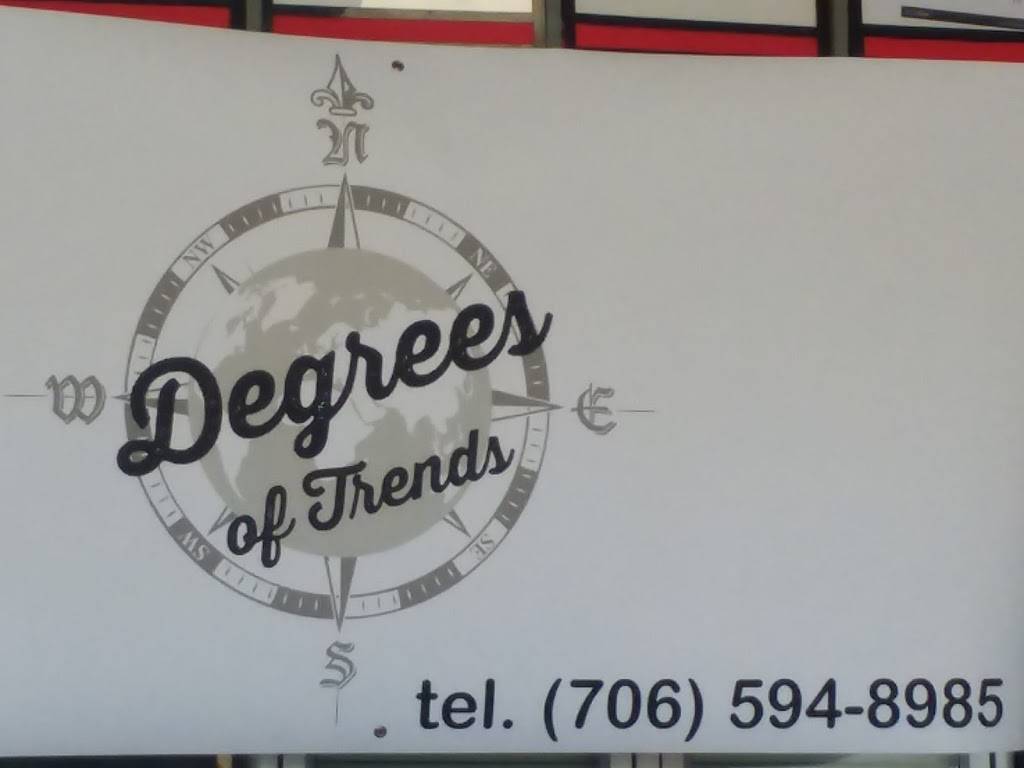 N
NW
NE
Degrees
W
E
of Trends
SW
SE
S
tel. (706) 594-8985